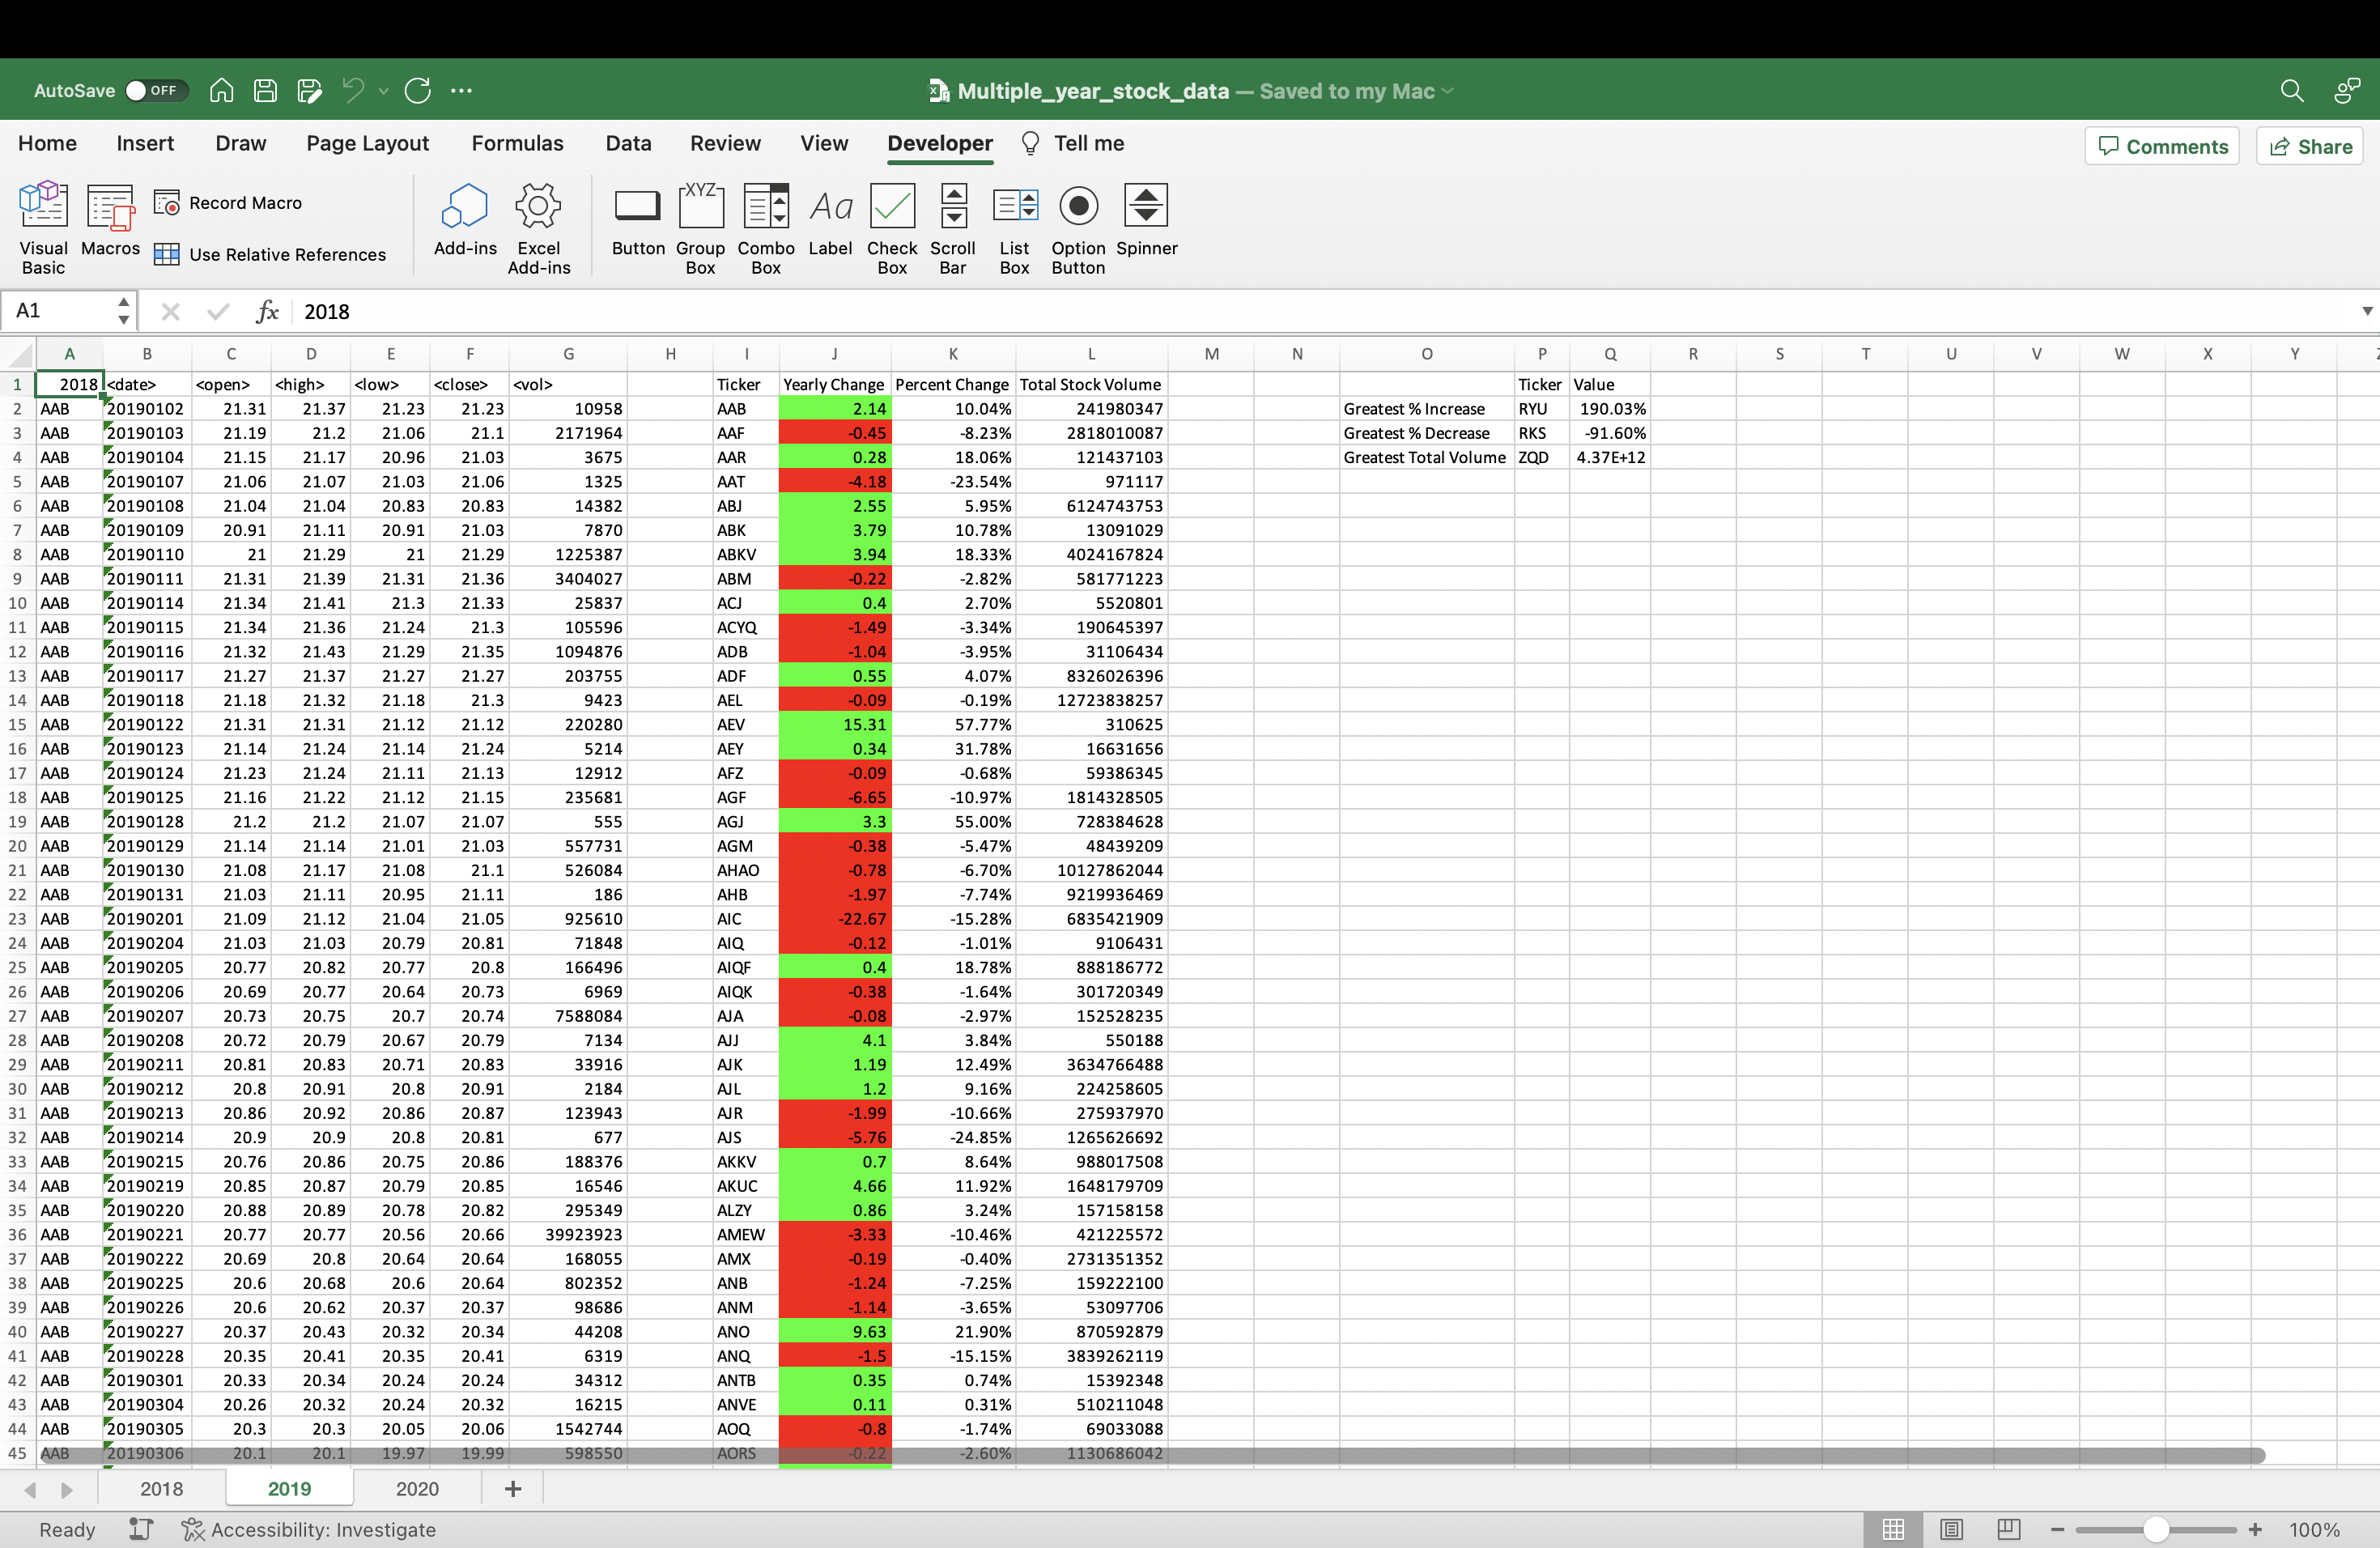 AutoSave OFF Multiple_year_stock_data — Saved to my Mac
Home Insert Draw Page Layout Formulas Data Review View Developer Tell me Comments Share
Visual Basic Macros Record Macro Use Relative References Add-ins Excel Add-ins Button Group Box Combo Box Label Check Box Scroll Bar List Box Option Button Spinner
A1 fx 2018
A B C D E F G H I J K L M N O P Q R S T U V W X Y
1 2018 <date> <open> <high> <low> <close> <vol> Ticker Yearly Change Percent Change Total Stock Volume Ticker Value
2 AAB 20190102 21.31 21.37 21.23 21.23 10958 AAB 2.14 10.04% 241980347 Greatest % Increase RYU 190.03%
3 AAB 20190103 21.19 21.2 21.06 21.1 2171964 AAF -0.45 -8.23% 2818010087 Greatest % Decrease RKS -91.60%
4 AAB 20190104 21.15 21.17 20.96 21.03 3675 AAR 0.28 18.06% 121437103 Greatest Total Volume ZQD 4.37E+12
5 AAB 20190107 21.06 21.07 21.03 21.06 1325 AAT -4.18 -23.54% 971117
6 AAB 20190108 21.04 21.04 20.83 20.83 14382 ABJ 2.55 5.95% 6124743753
7 AAB 20190109 20.91 21.11 20.91 21.03 7870 ABK 3.79 10.78% 13091029
8 AAB 20190110 21 21.29 21 21.29 1225387 ABKV 3.94 18.33% 4024167824
9 AAB 20190111 21.31 21.39 21.31 21.36 3404027 ABM -0.22 -2.82% 581771223
10 AAB 20190114 21.34 21.41 21.3 21.33 25837 ACJ 0.4 2.70% 5520801
11 AAB 20190115 21.34 21.36 21.24 21.3 105596 ACYQ -1.49 -3.34% 190645397
12 AAB 20190116 21.32 21.43 21.29 21.35 1094876 ADB -1.04 -3.95% 31106434
13 AAB 20190117 21.27 21.37 21.27 21.27 203755 ADF 0.55 4.07% 8326026396
14 AAB 20190118 21.18 21.32 21.18 21.3 9423 AEL -0.09 -0.19% 12723838257
15 AAB 20190122 21.31 21.31 21.12 21.12 220280 AEV 15.31 57.77% 310625
16 AAB 20190123 21.14 21.24 21.14 21.24 5214 AEY 0.34 31.78% 16631656
17 AAB 20190124 21.23 21.24 21.11 21.13 12912 AFZ -0.09 -0.68% 59386345
18 AAB 20190125 21.16 21.22 21.12 21.15 235681 AGF -6.65 -10.97% 1814328505
19 AAB 20190128 21.2 21.2 21.07 21.07 555 AGJ 3.3 55.00% 728384628
20 AAB 20190129 21.14 21.14 21.01 21.03 557731 AGM -0.38 -5.47% 48439209
21 AAB 20190130 21.08 21.17 21.08 21.1 526084 AHAO -0.78 -6.70% 10127862044
22 AAB 20190131 21.03 21.11 20.95 21.11 186 AHB -1.97 -7.74% 9219936469
23 AAB 20190201 21.09 21.12 21.04 21.05 925610 AIC -22.67 -15.28% 6835421909
24 AAB 20190204 21.03 21.03 20.79 20.81 71848 AIQ -0.12 -1.01% 9106431
25 AAB 20190205 20.77 20.82 20.77 20.8 166496 AIQF 0.4 18.78% 888186772
26 AAB 20190206 20.69 20.77 20.64 20.73 6969 AIQK -0.38 -1.64% 301720349
27 AAB 20190207 20.73 20.75 20.7 20.74 7588084 AJA -0.08 -2.97% 152528235
28 AAB 20190208 20.72 20.79 20.67 20.79 7134 AJJ 4.1 3.84% 550188
29 AAB 20190211 20.81 20.83 20.71 20.83 33916 AJK 1.19 12.49% 3634766488
30 AAB 20190212 20.8 20.91 20.8 20.91 2184 AJL 1.2 9.16% 224258605
31 AAB 20190213 20.86 20.92 20.86 20.87 123943 AJR -1.99 -10.66% 275937970
32 AAB 20190214 20.9 20.9 20.8 20.81 677 AJS -5.76 -24.85% 1265626692
33 AAB 20190215 20.76 20.86 20.75 20.86 188376 AKKV 0.7 8.64% 988017508
34 AAB 20190219 20.85 20.87 20.79 20.85 16546 AKUC 4.66 11.92% 1648179709
35 AAB 20190220 20.88 20.89 20.78 20.82 295349 ALZY 0.86 3.24% 157158158
36 AAB 20190221 20.77 20.77 20.56 20.66 39923923 AMEW -3.33 -10.46% 421225572
37 AAB 20190222 20.69 20.8 20.64 20.64 168055 AMX -0.19 -0.40% 2731351352
38 AAB 20190225 20.6 20.68 20.6 20.64 802352 ANB -1.24 -7.25% 159222100
39 AAB 20190226 20.6 20.62 20.37 20.37 98686 ANM -1.14 -3.65% 53097706
40 AAB 20190227 20.37 20.43 20.32 20.34 44208 ANO 9.63 21.90% 870592879
41 AAB 20190228 20.35 20.41 20.35 20.41 6319 ANQ -1.5 -15.15% 3839262119
42 AAB 20190301 20.33 20.34 20.24 20.24 34312 ANTB 0.35 0.74% 15392348
43 AAB 20190304 20.26 20.32 20.24 20.32 16215 ANVE 0.11 0.31% 510211048
44 AAB 20190305 20.3 20.3 20.05 20.06 1542744 AOQ -0.8 -1.74% 69033088
45 AAB 20190306 20.1 20.1 19.97 19.99 598550 AORS -0.22 -2.60% 1130686042
2018 2019 2020 +
Ready Accessibility: Investigate 100%